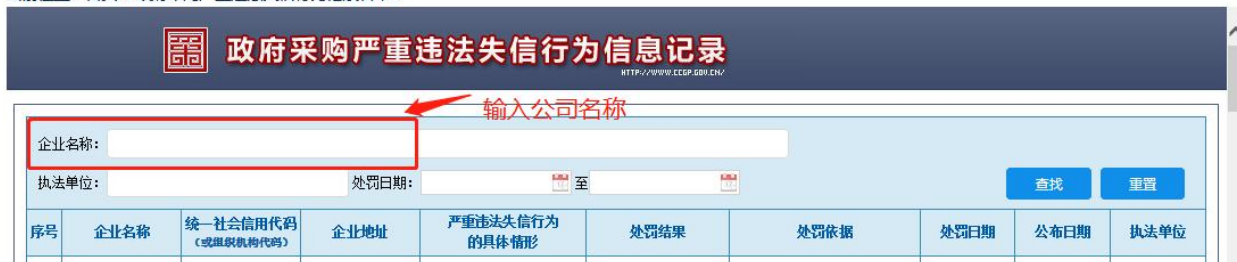 政府采购严重违法失信行为信息记录
HTTP://WWW.CCGP.GOV.CN/
输入公司名称
企业名称：
执法单位： 处罚日期： 至 查找 重置
序号 企业名称 统一社会信用代码 企业地址 严重违法失信行为 处罚结果 处罚依据 处罚日期 公布日期 执法单位
（或组织机构代码） 的具体情形